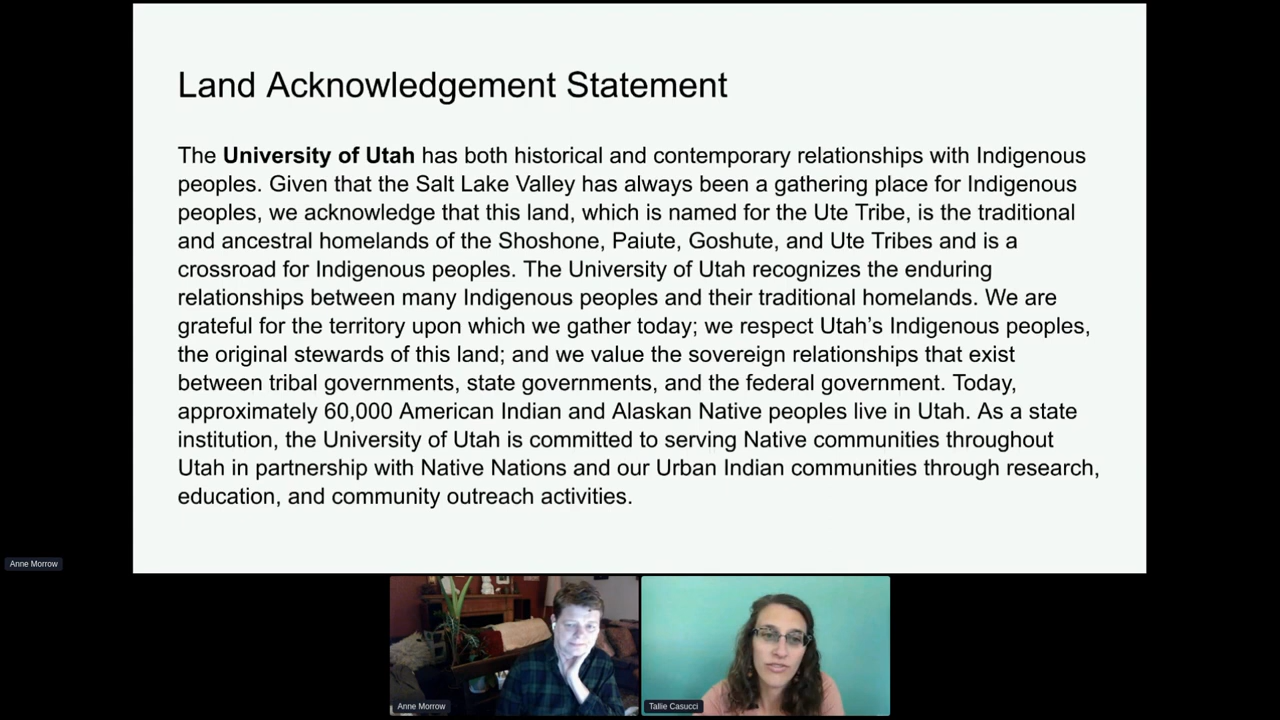 Land Acknowledgement Statement
The University of Utah has both historical and contemporary relationships with Indigenous
peoples. Given that the Salt Lake Valley has always been a gathering place for Indigenous
peoples, we acknowledge that this land, which is named for the Ute Tribe, is the traditional
and ancestral homelands of the Shoshone, Paiute, Goshute, and Ute Tribes and is a
crossroad for Indigenous peoples. The University of Utah recognizes the enduring
relationships between many Indigenous peoples and their traditional homelands. We are
grateful for the territory upon which we gather today; we respect Utah’s Indigenous peoples,
the original stewards of this land; and we value the sovereign relationships that exist
between tribal governments, state governments, and the federal government. Today,
approximately 60,000 American Indian and Alaskan Native peoples live in Utah. As a state
institution, the University of Utah is committed to serving Native communities throughout
Utah in partnership with Native Nations and our Urban Indian communities through research,
education, and community outreach activities.
Anne Morrow
Anne Morrow
Tallie Casucci